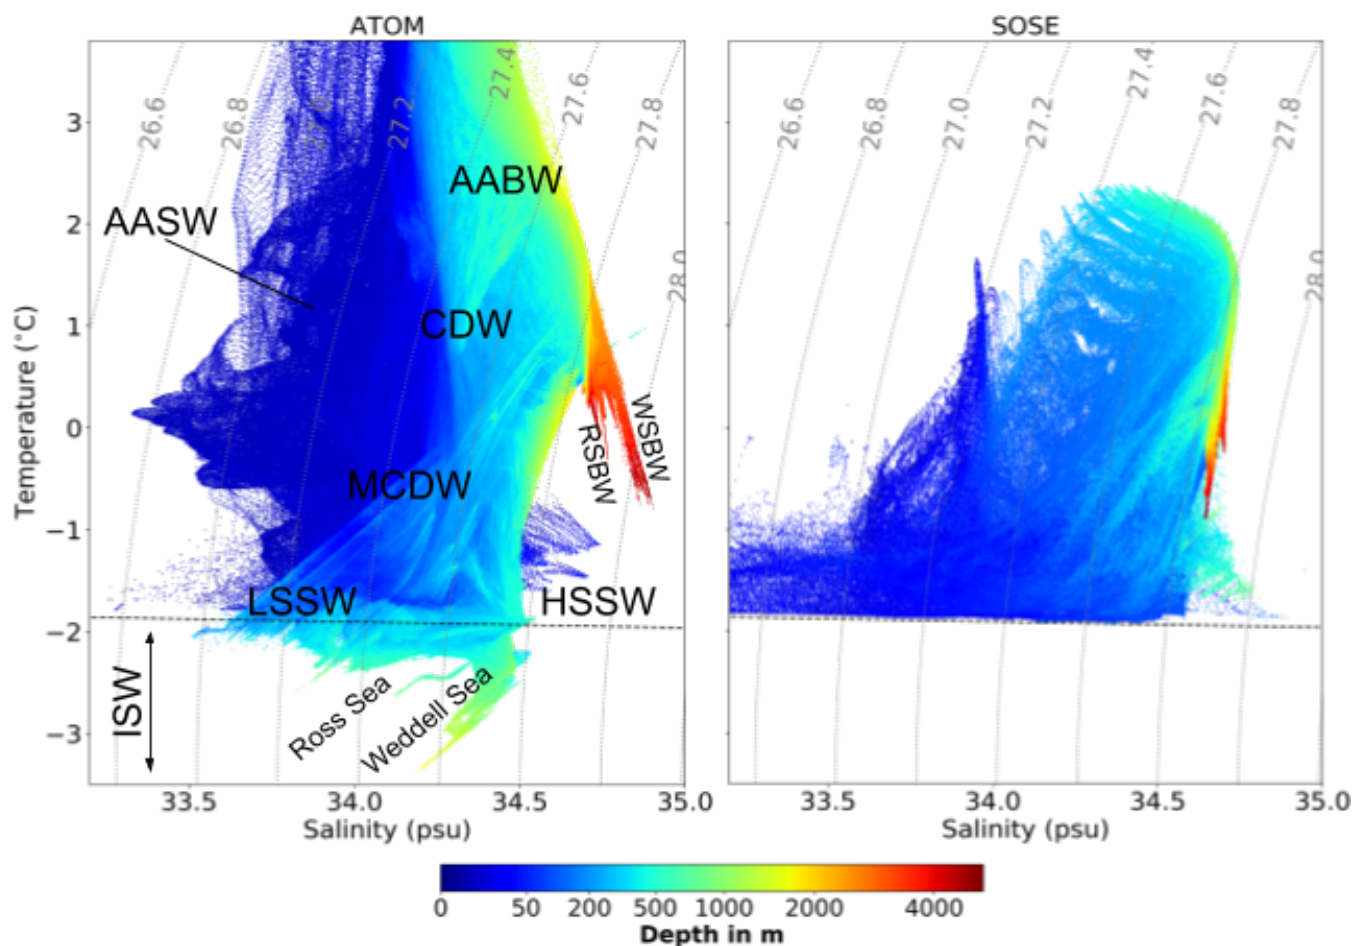 ATOM
SOSE
26.6
26.8
27.0
27.2
27.4
27.6
27.8
28.0
26.6
26.8
27.0
27.2
27.4
27.6
27.8
28.0
3
2
1
0
−1
−2
−3
Temperature (°C)
AABW
AASW
CDW
MCDW
RSBW
WSBW
LSSW
HSSW
ISW
Ross Sea
Weddell Sea
33.5
34.0
34.5
35.0
33.5
34.0
34.5
35.0
Salinity (psu)
Salinity (psu)
0
50
200
500
1000
2000
4000
Depth in m